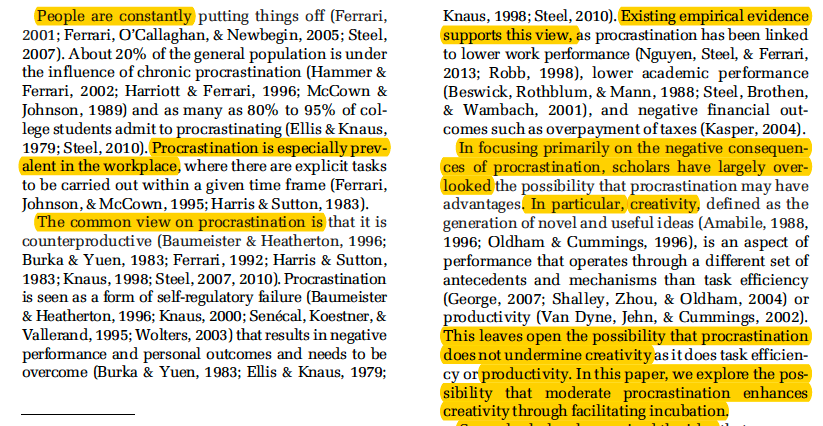 People are constantly putting things off (Ferrari,
2001; Ferrari, O’Callaghan, & Newbegin, 2005; Steel,
2007). About 20% of the general population is under
the influence of chronic procrastination (Hammer &
Ferrari, 2002; Harriott & Ferrari, 1996; McCown &
Johnson, 1989) and as many as 80% to 95% of col-
lege students admit to procrastinating (Ellis & Knaus,
1979; Steel, 2010). Procrastination is especially prev-
alent in the workplace, where there are explicit tasks
to be carried out within a given time frame (Ferrari,
Johnson, & McCown, 1995; Harris & Sutton, 1983).
The common view on procrastination is that it is
counterproductive (Baumeister & Heatherton, 1996;
Burka & Yuen, 1983; Ferrari, 1992; Harris & Sutton,
1983; Knaus, 1998; Steel, 2007, 2010). Procrastination
is seen as a form of self-regulatory failure (Baumeister
& Heatherton, 1996; Knaus, 2000; Senécal, Koestner, &
Vallerand, 1995; Wolters, 2003) that results in negative
performance and personal outcomes and needs to be
overcome (Burka & Yuen, 1983; Ellis & Knaus, 1979;
Knaus, 1998; Steel, 2010). Existing empirical evidence
supports this view, as procrastination has been linked
to lower work performance (Nguyen, Steel, & Ferrari,
2013; Robb, 1998), lower academic performance
(Beswick, Rothblum, & Mann, 1988; Steel, Brothen,
& Wambach, 2001), and negative financial out-
comes such as overpayment of taxes (Kasper, 2004).
In focusing primarily on the negative consequen-
ces of procrastination, scholars have largely over-
looked the possibility that procrastination may have
advantages. In particular, creativity, defined as the
generation of novel and useful ideas (Amabile, 1988,
1996; Oldham & Cummings, 1996), is an aspect of
performance that operates through a different set of
antecedents and mechanisms than task efficiency
(George, 2007; Shalley, Zhou, & Oldham, 2004) or
productivity (Van Dyne, Jehn, & Cummings, 2002).
This leaves open the possibility that procrastination
does not undermine creativity as it does task efficien-
cy or productivity. In this paper, we explore the pos-
sibility that moderate procrastination enhances
creativity through facilitating incubation.